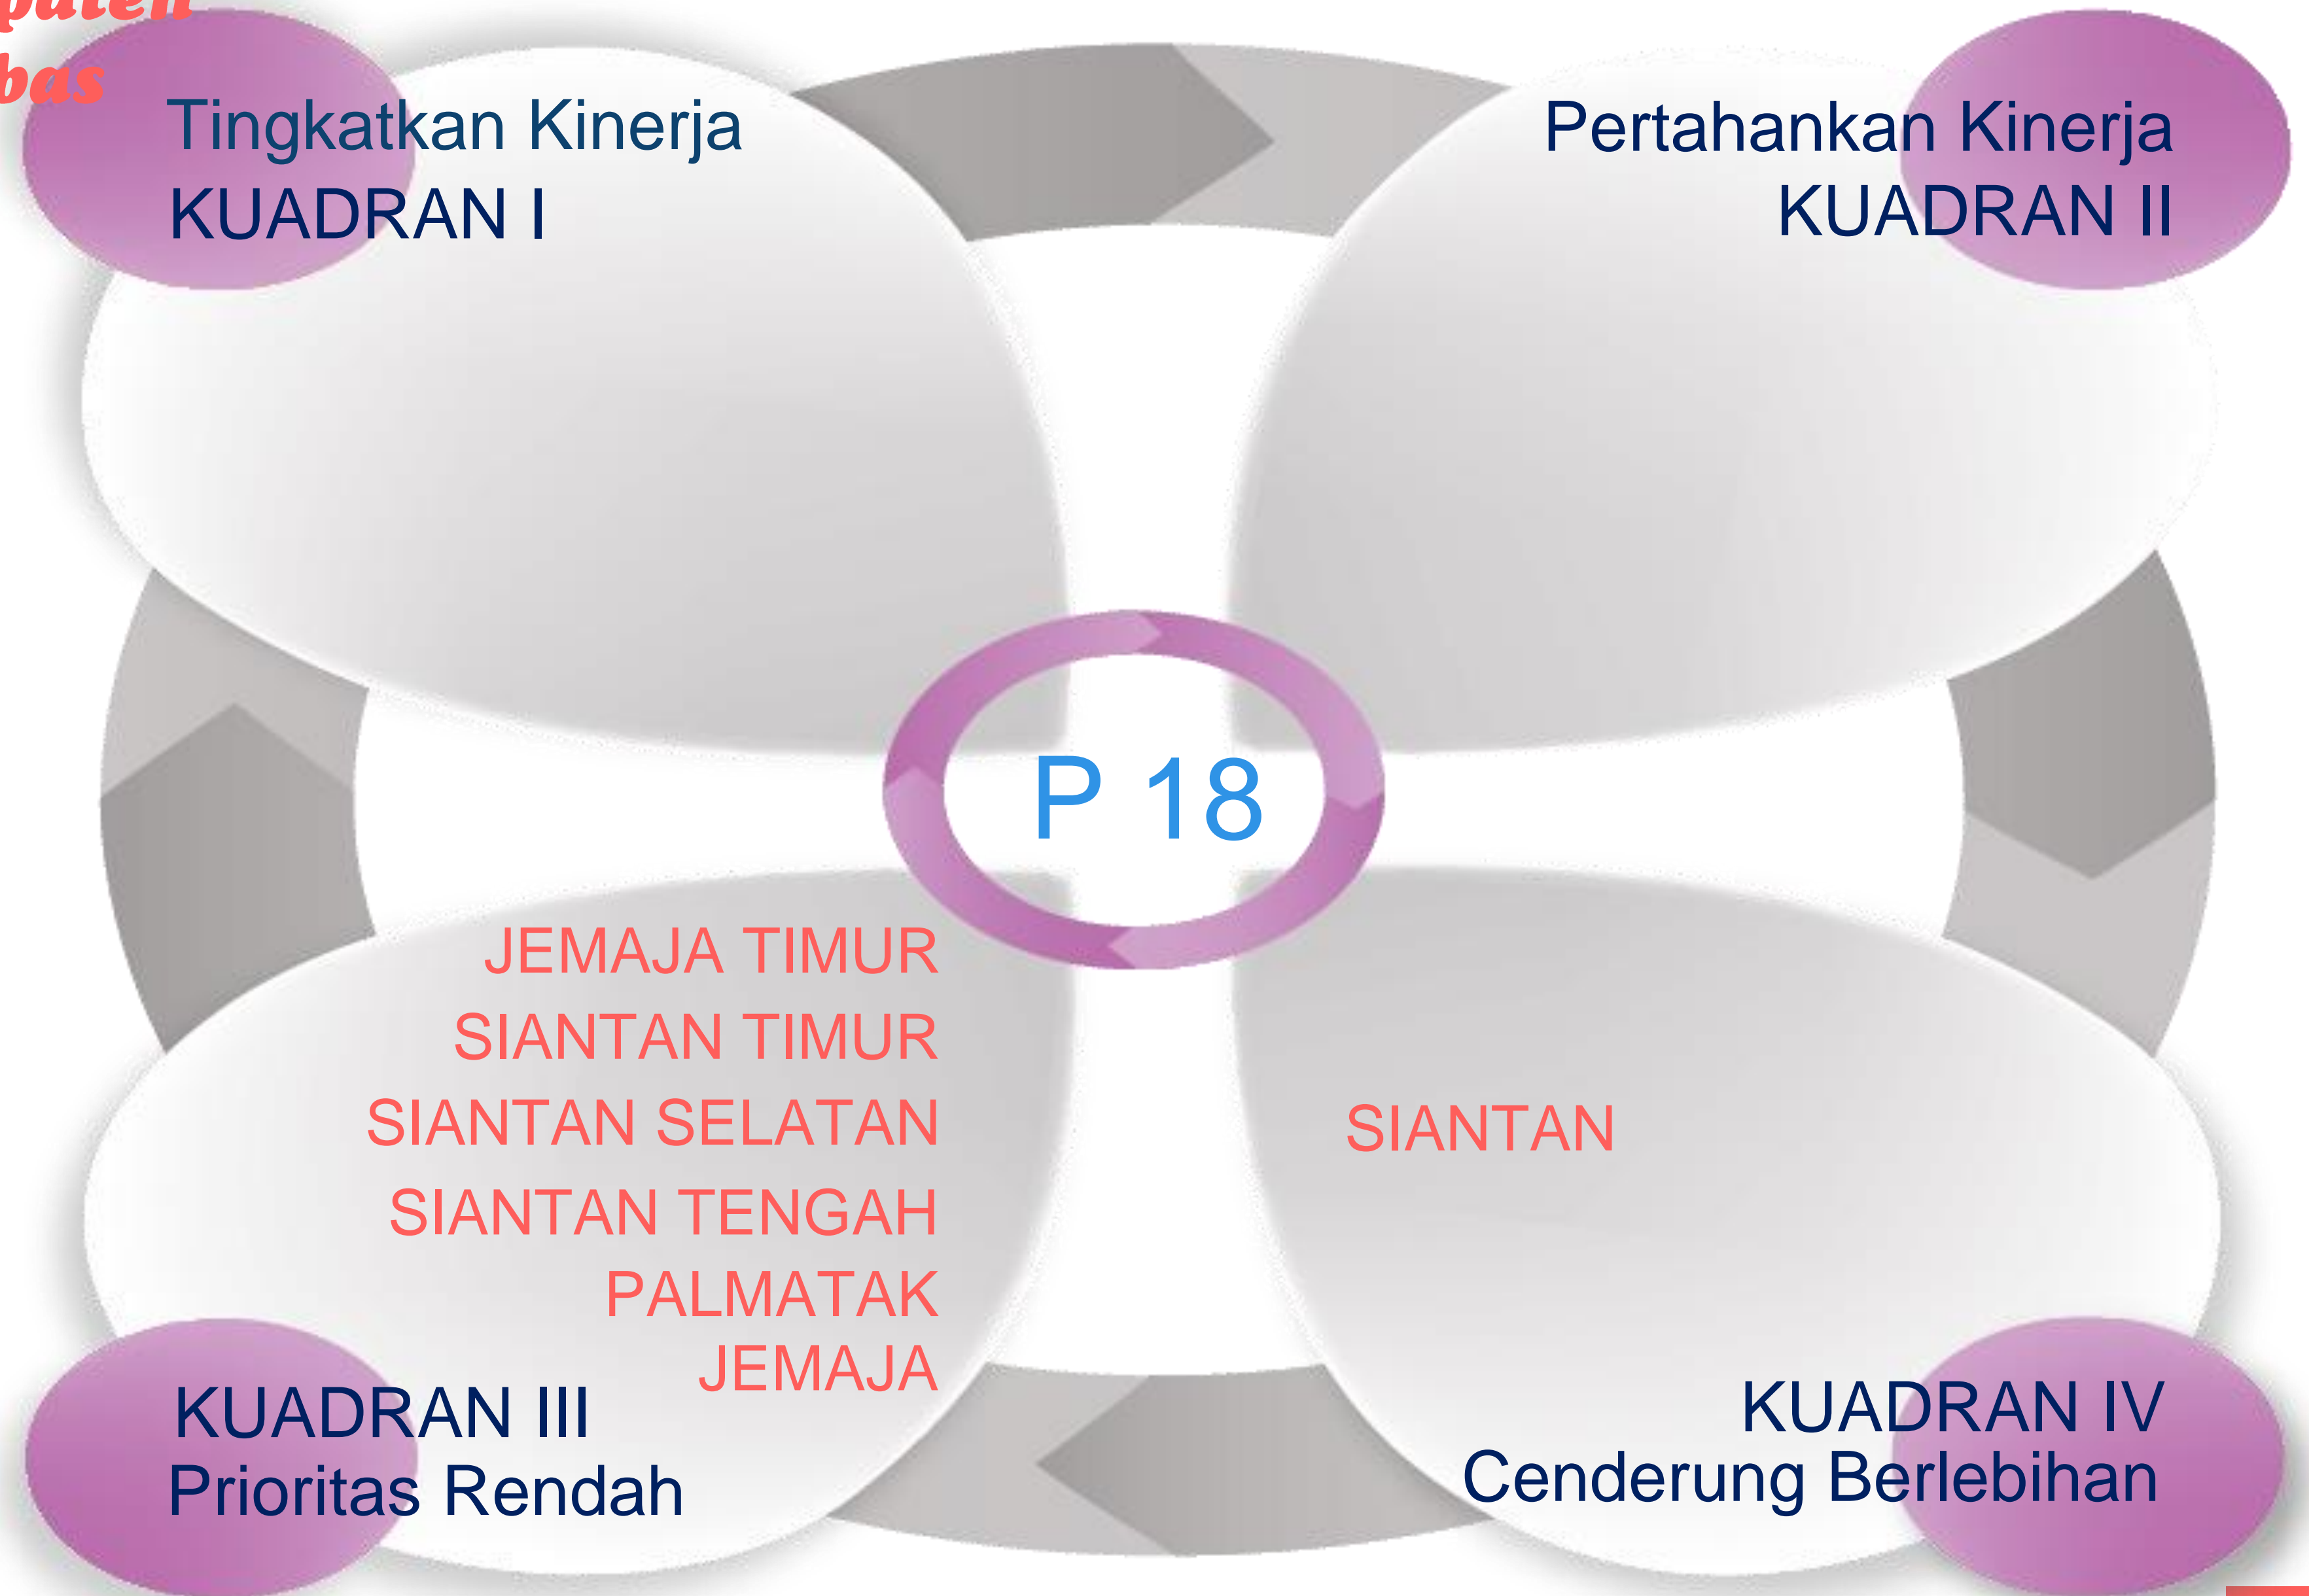 bas
Tingkatkan Kinerja
KUADRAN I
Pertahankan Kinerja
KUADRAN II
P 18
JEMAJA TIMUR
SIANTAN TIMUR
SIANTAN SELATAN
SIANTAN TENGAH
PALMATAK
JEMAJA
SIANTAN
KUADRAN III
Prioritas Rendah
KUADRAN IV
Cenderung Berlebihan